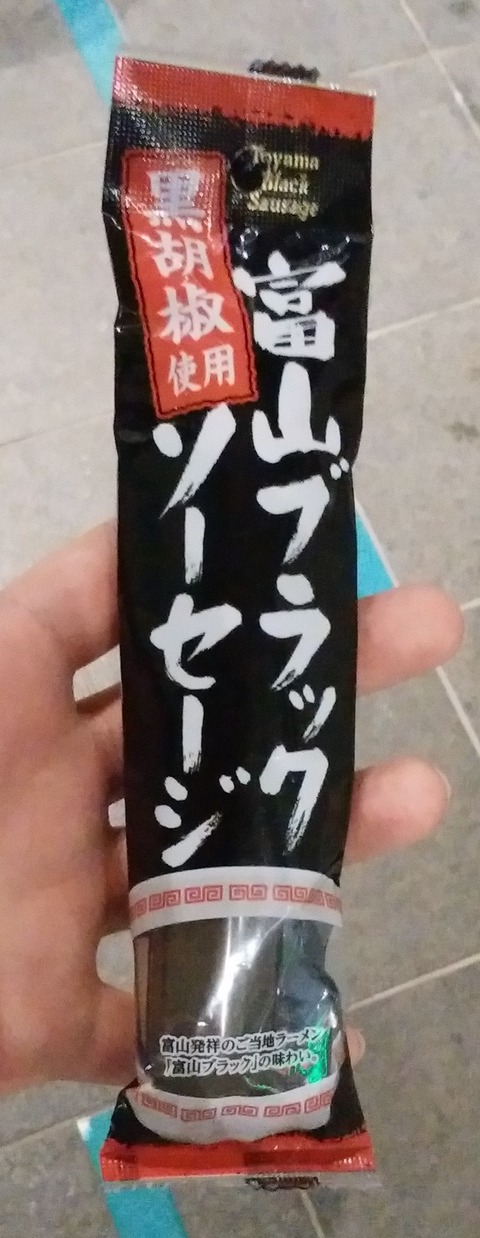 Toyama
Black
Sausage
黒胡椒
使用
富山ブラック
ソーセージ
富山発祥のご当地ラーメン
「富山ブラック」の味わい。